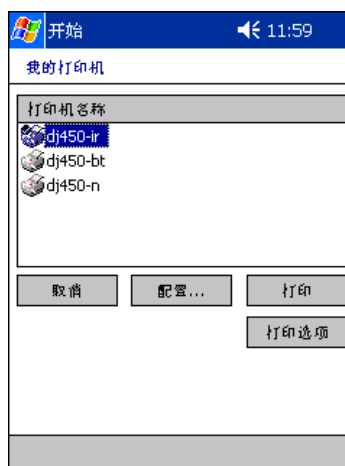 开始 11:59
我的打印机
打印机名称
dj450-ir
dj450-bt
dj450-n
取消 配置... 打印
打印选项